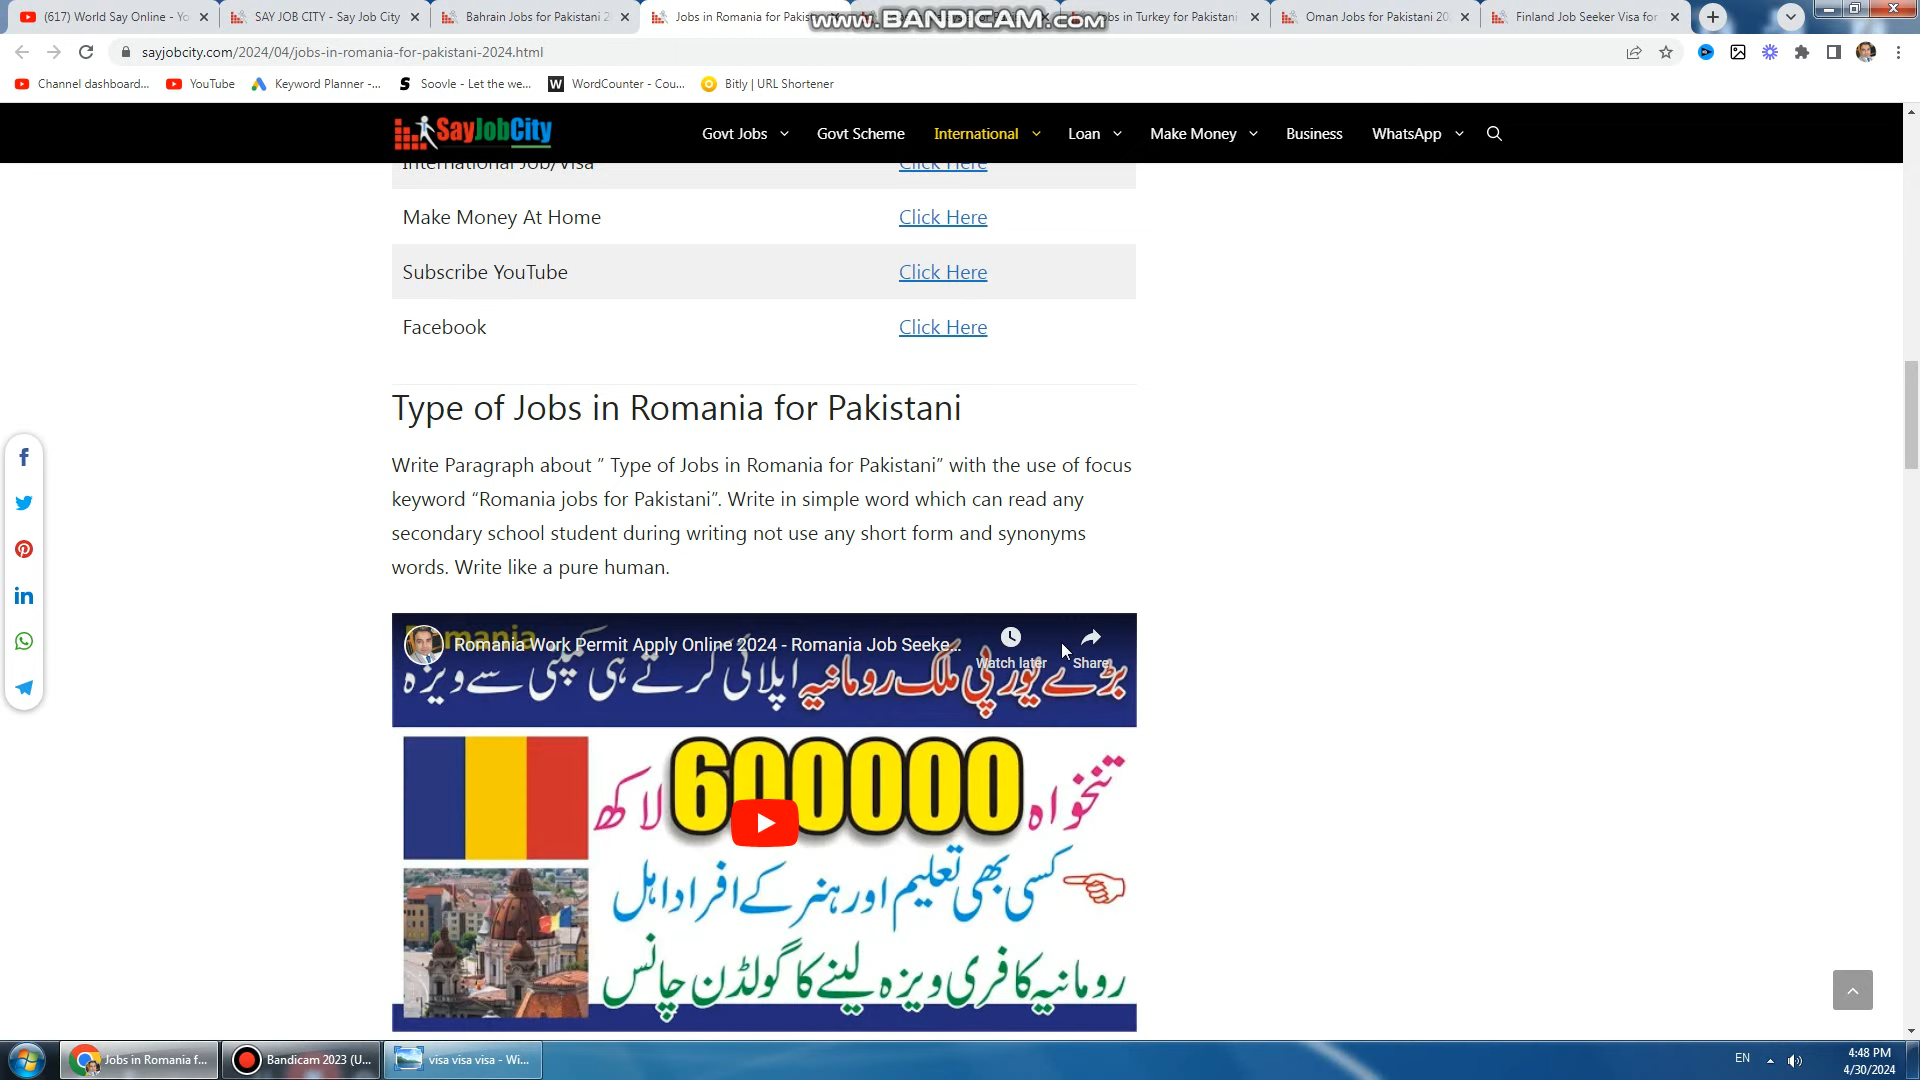 (617) World Say Online - Yo
SAY JOB CITY - Say Job City
Bahrain Jobs for Pakistani 2
Jobs in Romania for Pakis
www.BANDICAM.com
s in Turkey for Pakistani
Oman Jobs for Pakistani 20
Finland Job Seeker Visa for
sayjobcity.com/2024/04/jobs-in-romania-for-pakistani-2024.html
Channel dashboard...
YouTube
Keyword Planner -...
Soovle - Let the we...
WordCounter - Cou...
Bitly | URL Shortener
SayJobCity
Govt Jobs
Govt Scheme
International
Loan
Make Money
Business
WhatsApp
International Job/Visa Click Here
Make Money At Home Click Here
Subscribe YouTube Click Here
Facebook Click Here
Type of Jobs in Romania for Pakistani
Write Paragraph about ” Type of Jobs in Romania for Pakistani” with the use of focus
keyword “Romania jobs for Pakistani”. Write in simple word which can read any
secondary school student during writing not use any short form and synonyms
words. Write like a pure human.
Romania
Romania Work Permit Apply Online 2024 - Romania Job Seeke...
Watch later
Share
بڑے یورپی ملک رومانیہ اپلائی کرتے ہی کمپنی سے ویزہ
تنخواہ 600000 لاکھ
کسی بھی تعلیم اور ہنر کے افراد اہل
رومانیہ کا فری ویزہ لینے کا گولڈن چانس
Jobs in Romania f...
Bandicam 2023 (U...
visa visa visa - Wi...
EN
4:48 PM
4/30/2024